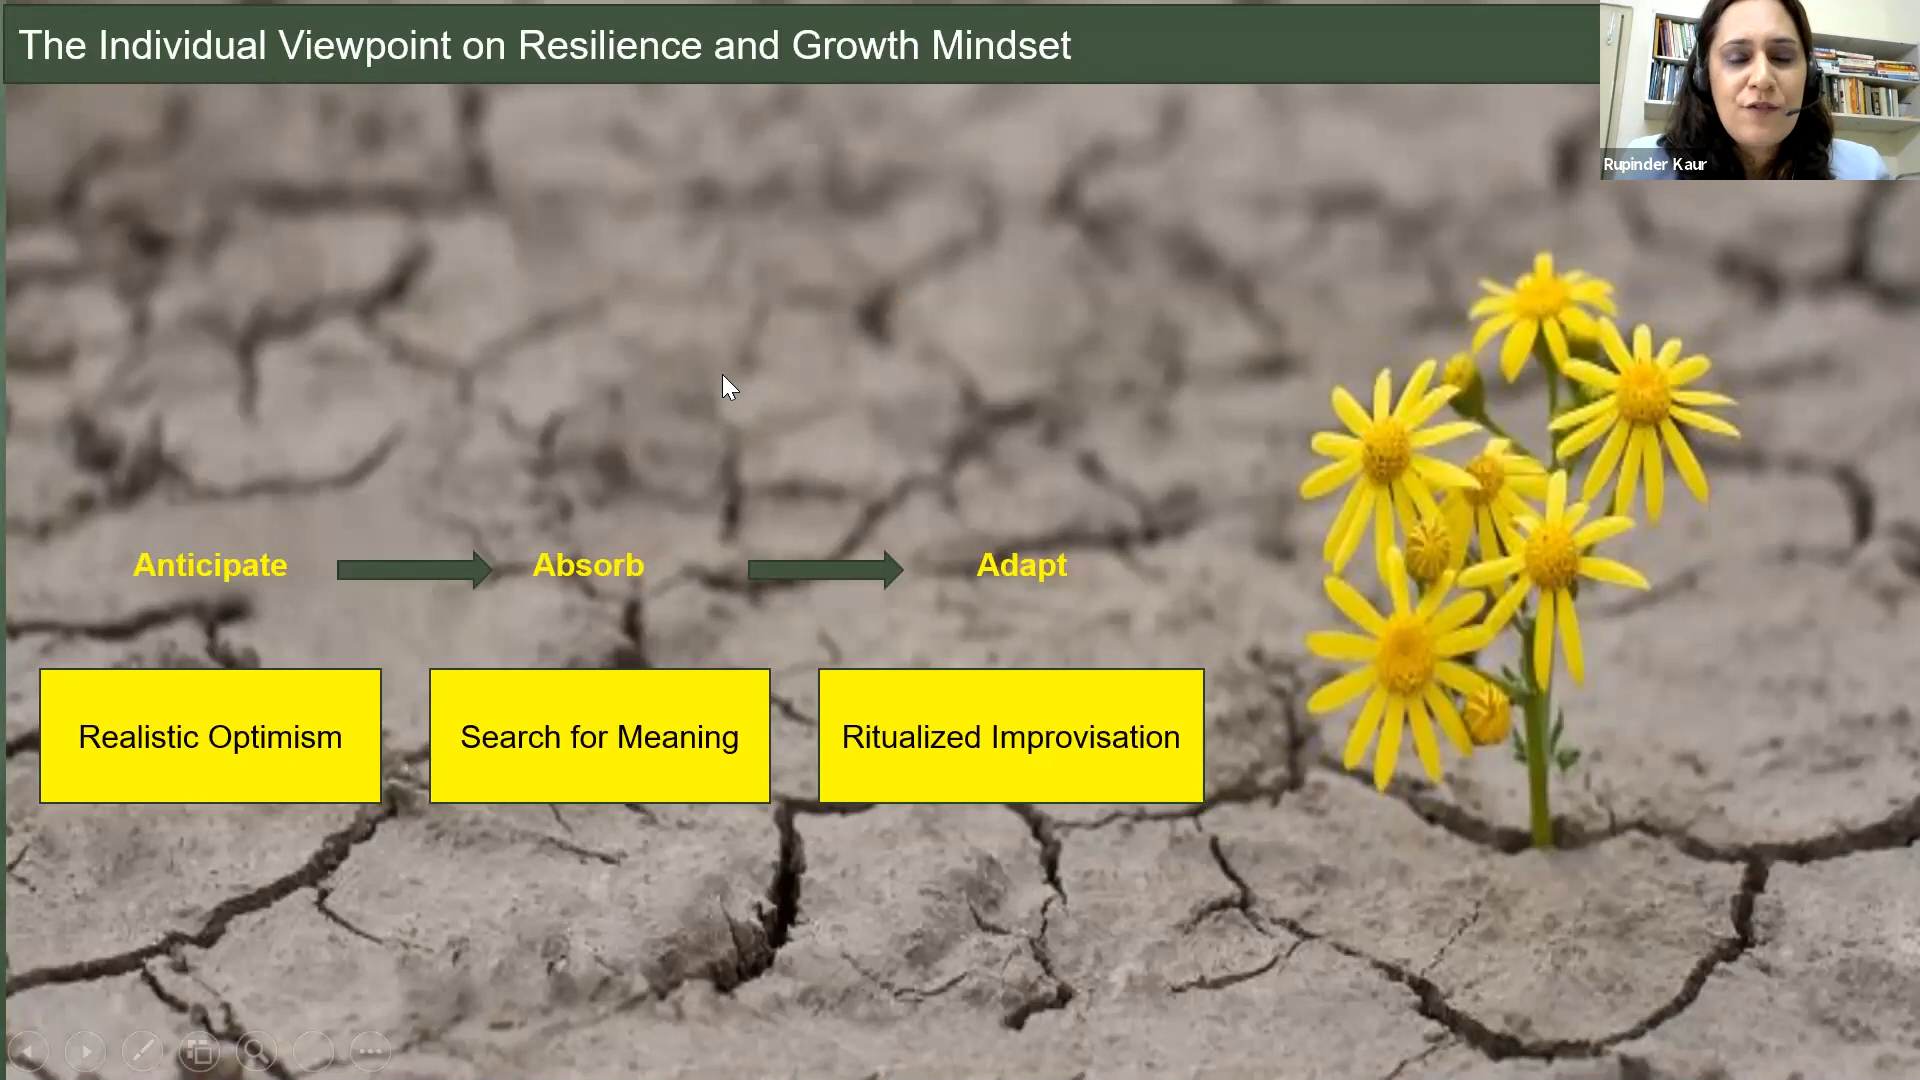 The Individual Viewpoint on Resilience and Growth Mindset
Rupinder Kaur
Anticipate
Absorb
Adapt
Realistic Optimism
Search for Meaning
Ritualized Improvisation